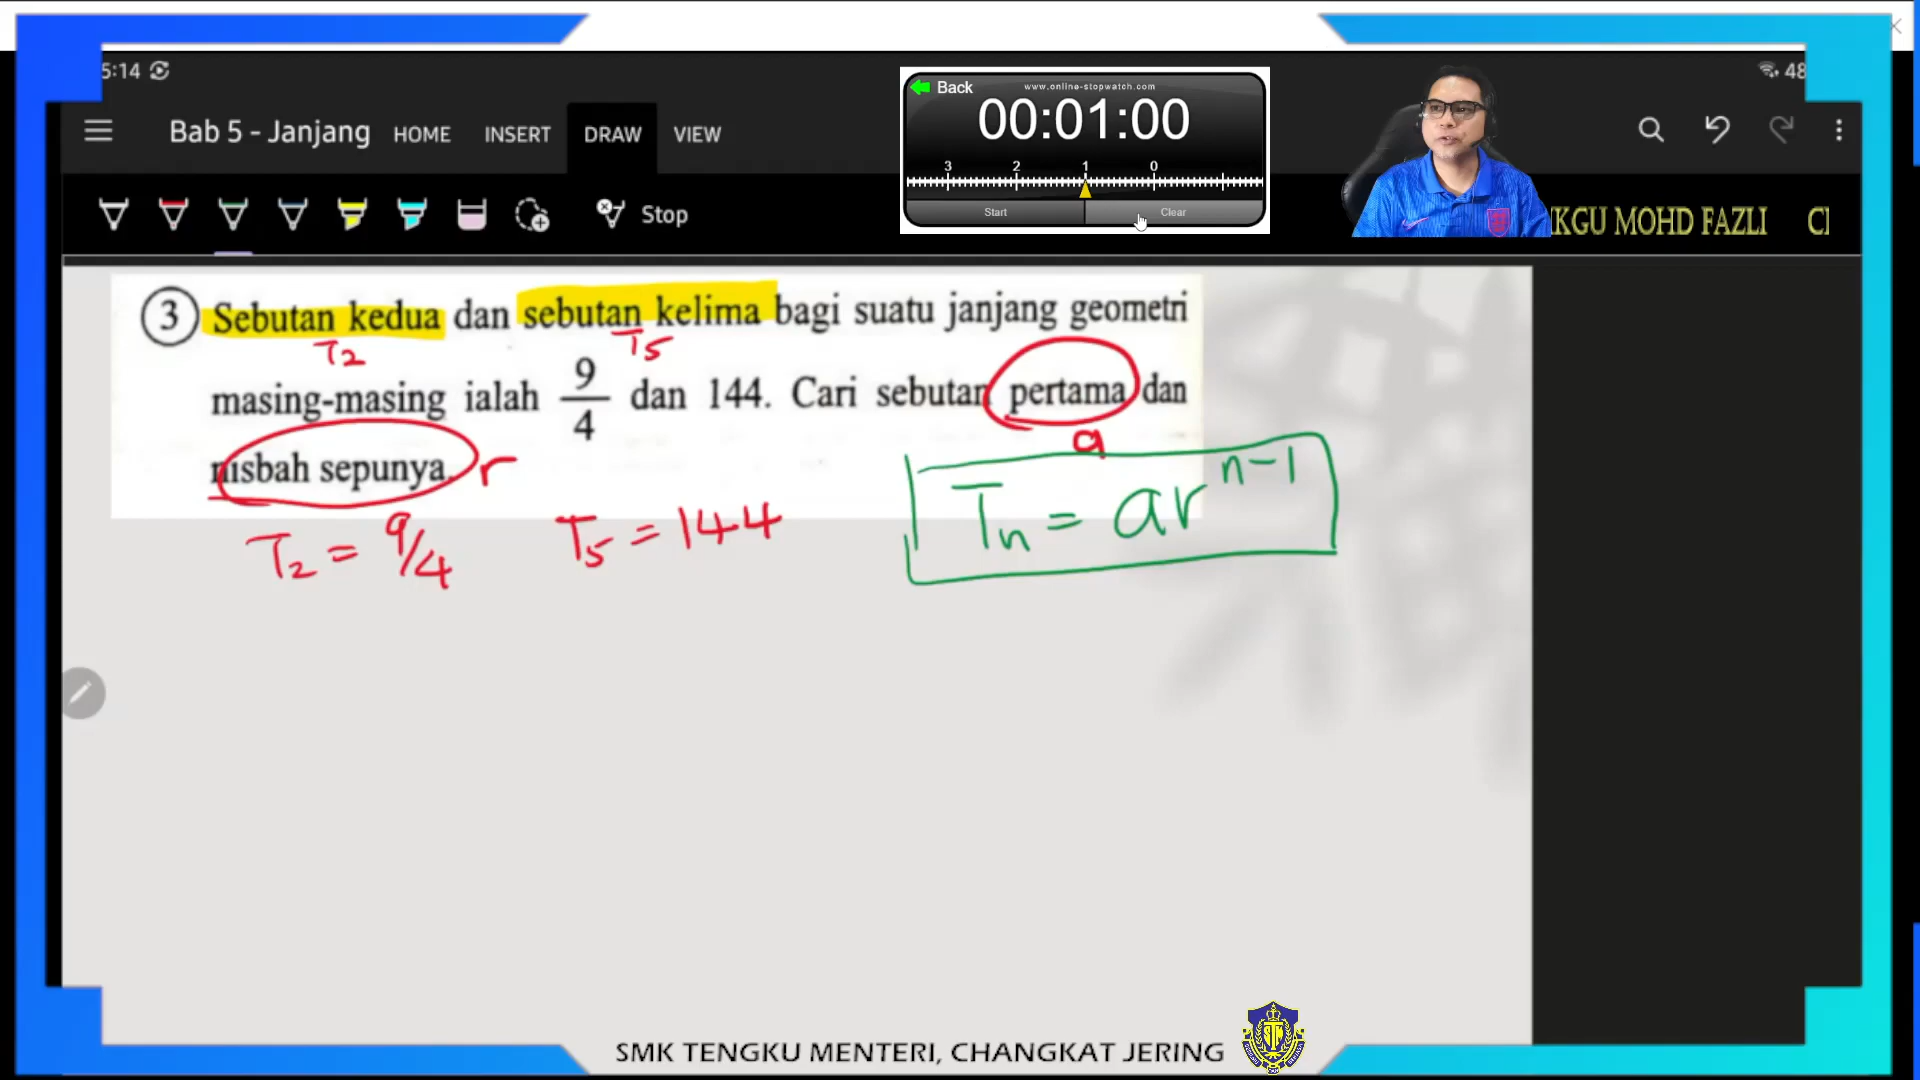 5:14
48
Bab 5 - Janjang HOME INSERT DRAW VIEW
Stop
Back
www.online-stopwatch.com
00:01:00
3 2 1 0
Start Clear
KGU MOHD FAZLI
3 Sebutan kedua dan sebutan kelima bagi suatu janjang geometri
T2 T5
masing-masing ialah 9/4 dan 144. Cari sebutan pertama dan
a
nisbah sepunya. r
T2 = 9/4 T5 = 144
Tn = ar^(n-1)
SMK TENGKU MENTERI, CHANGKAT JERING